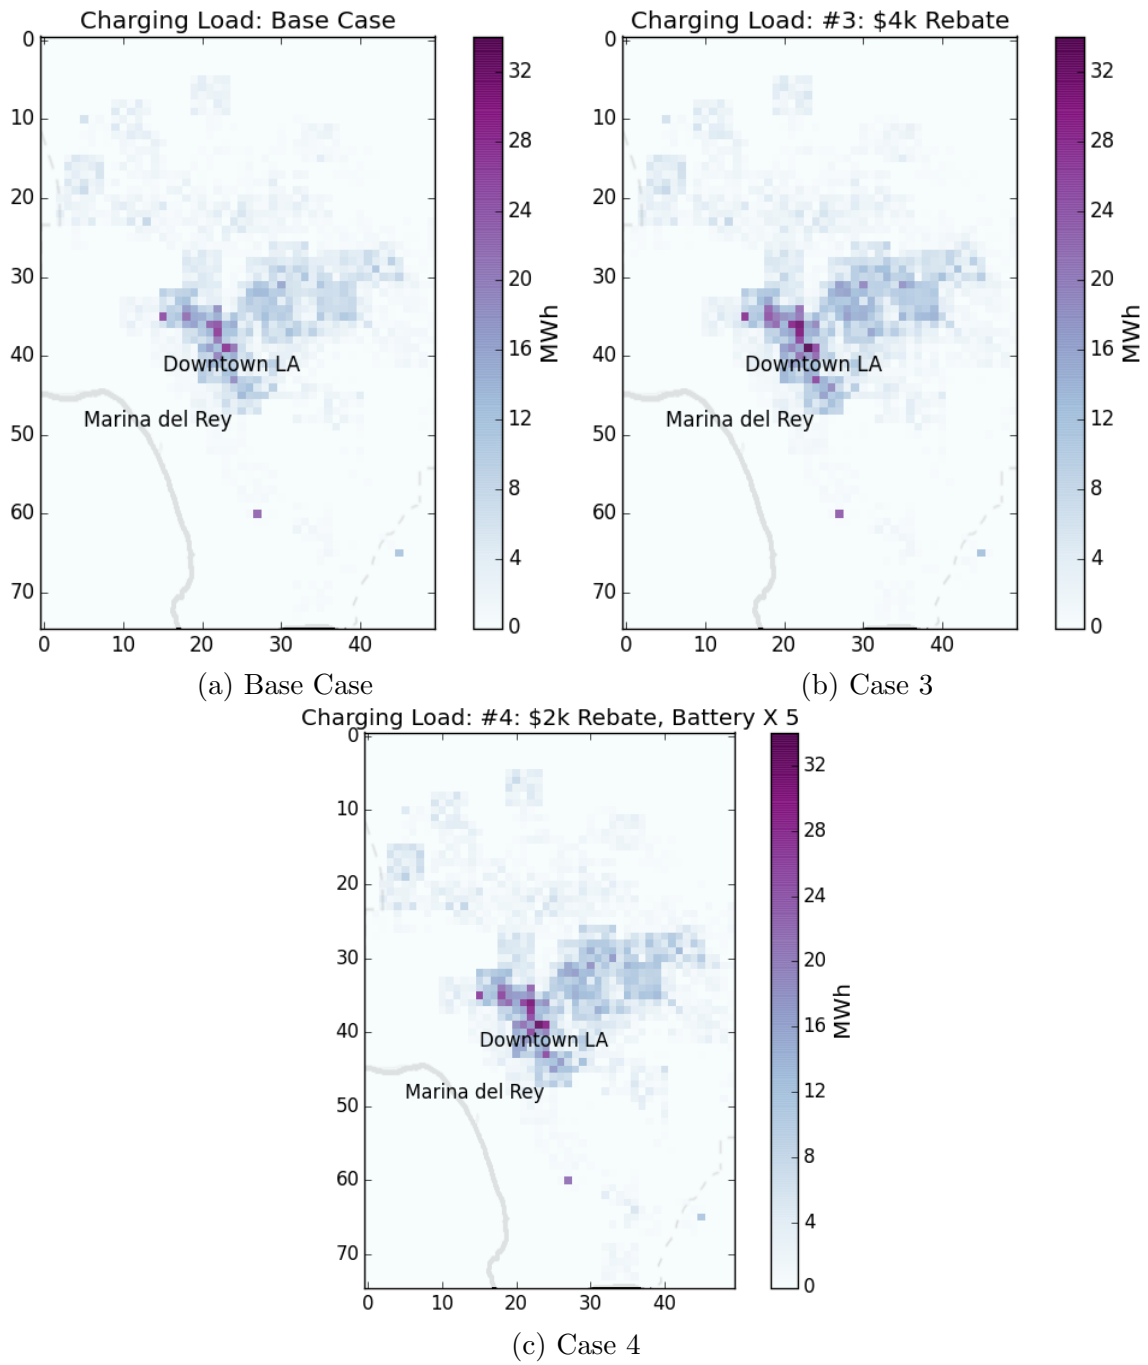 Charging Load: Base Case
0
10
20
30
40
50
60
70
0 10 20 30 40
Downtown LA
Marina del Rey
32
28
24
20
16
12
8
4
0
MWh
(a) Base Case
Charging Load: #3: $4k Rebate
0
10
20
30
40
50
60
70
0 10 20 30 40
Downtown LA
Marina del Rey
32
28
24
20
16
12
8
4
0
MWh
(b) Case 3
Charging Load: #4: $2k Rebate, Battery X 5
0
10
20
30
40
50
60
70
0 10 20 30 40
Downtown LA
Marina del Rey
32
28
24
20
16
12
8
4
0
MWh
(c) Case 4